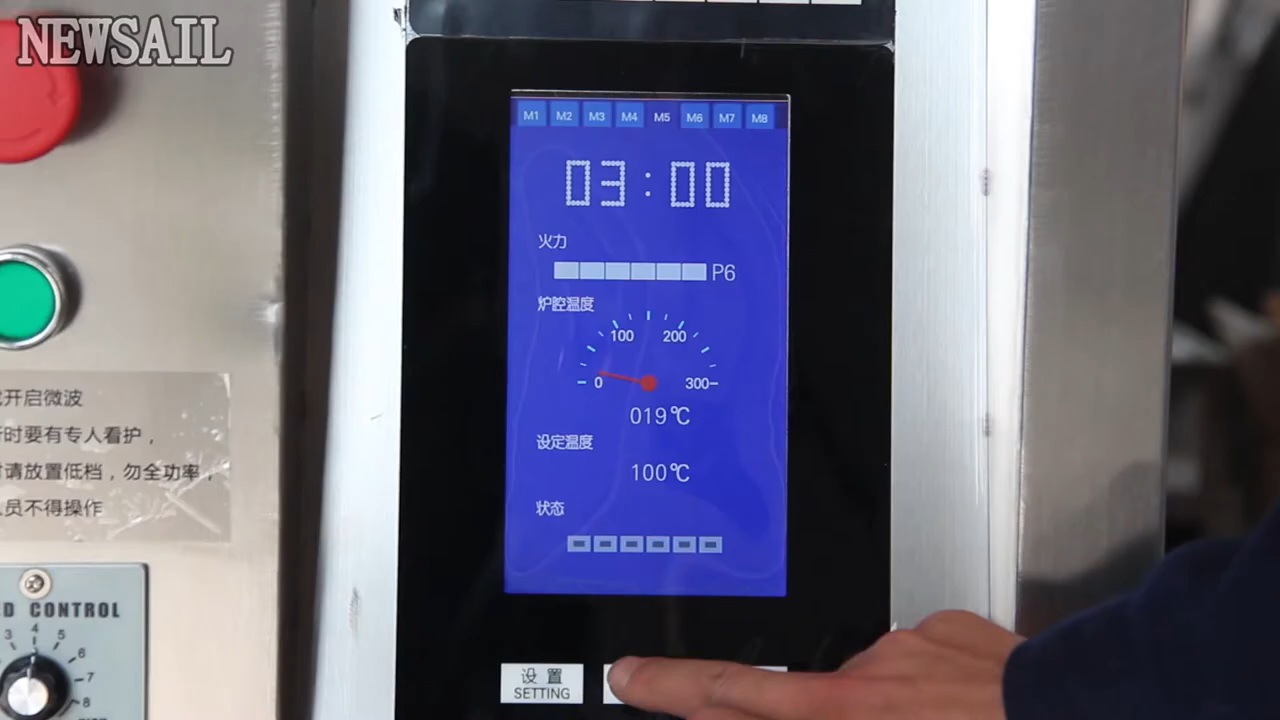 NEWSAIL
M1 M2 M3 M4 M5 M6 M7 M8
03:00
火力
P6
炉腔温度
100 200
0 300
019℃
设定温度
100℃
状态
开启微波
时要有专人看护，
请放置低档，勿全功率，
员不得操作
D CONTROL
3 4 5 6 7 8
设置
SETTING